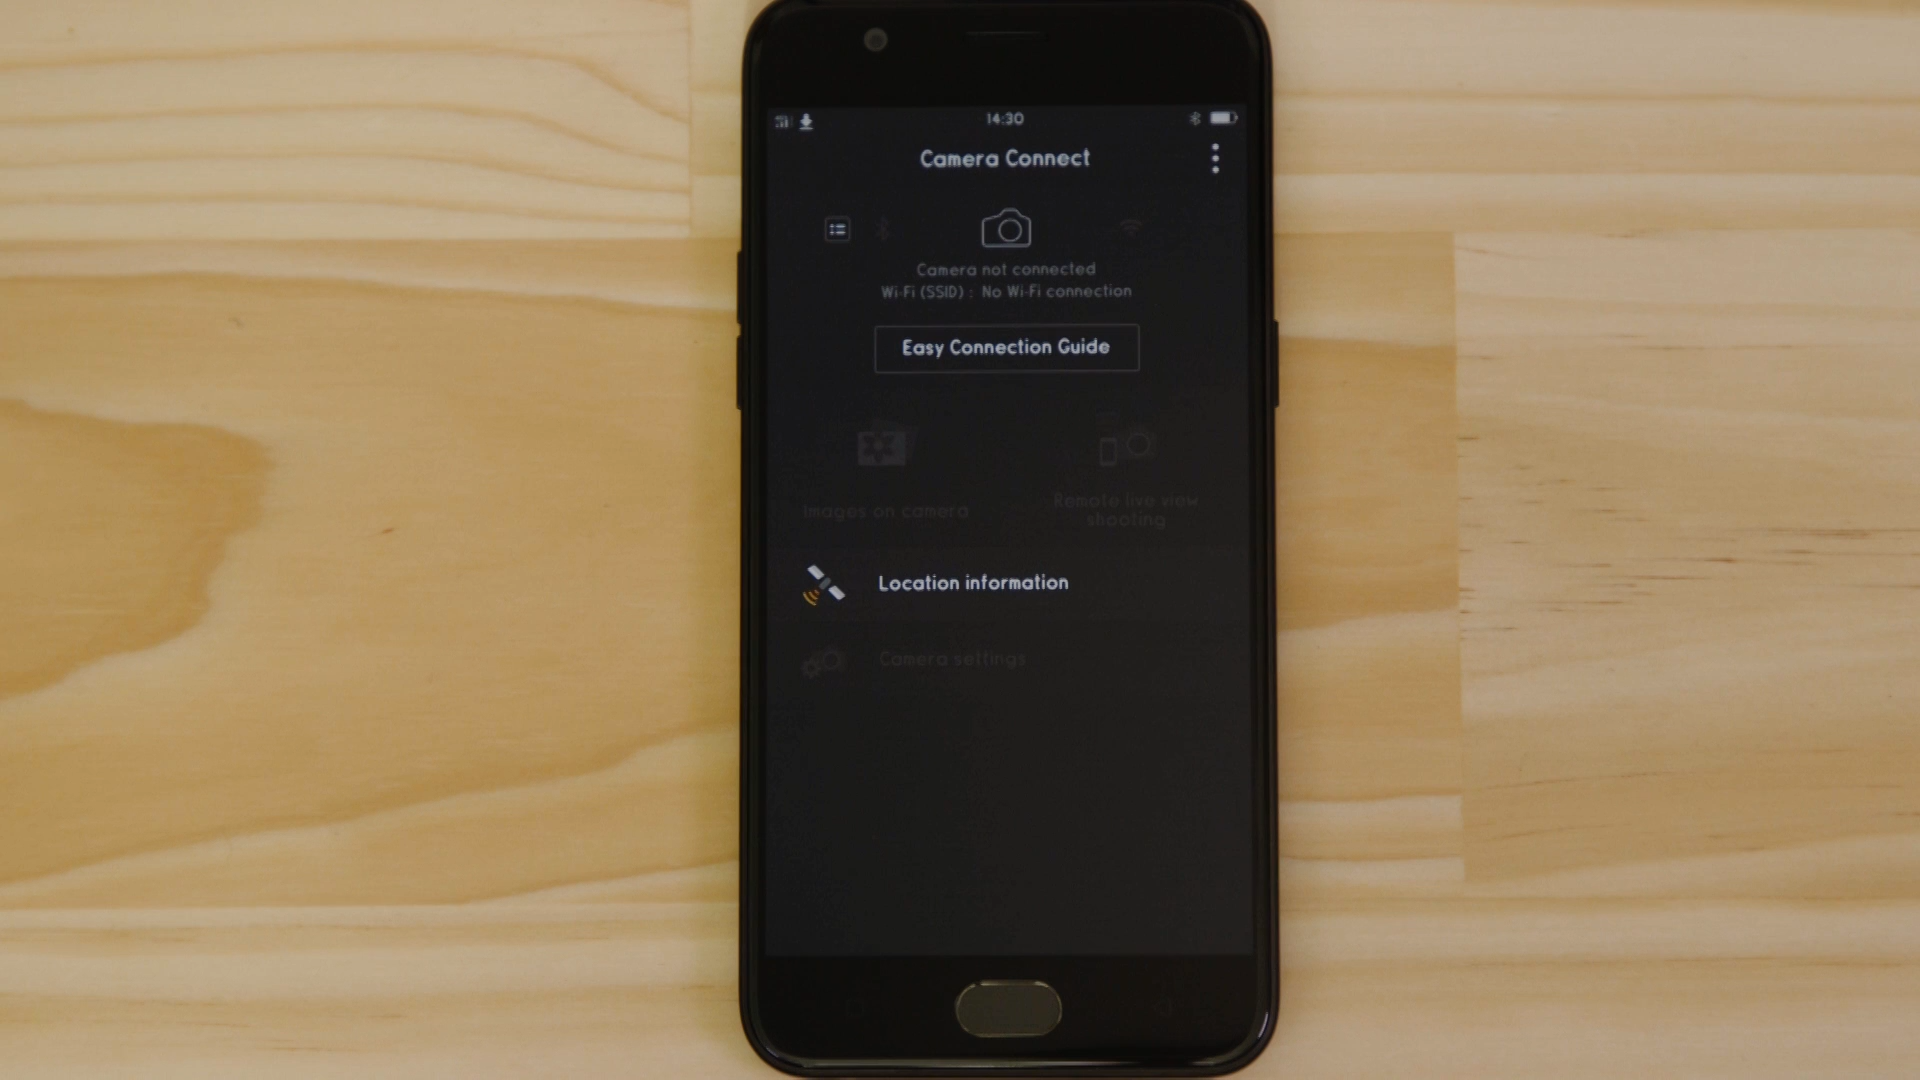 14:30
Camera Connect
Camera not connected
Wi-Fi (SSID) : No Wi-Fi connection
Easy Connection Guide
Images on camera
Remote live view
shooting
Location information
Camera settings